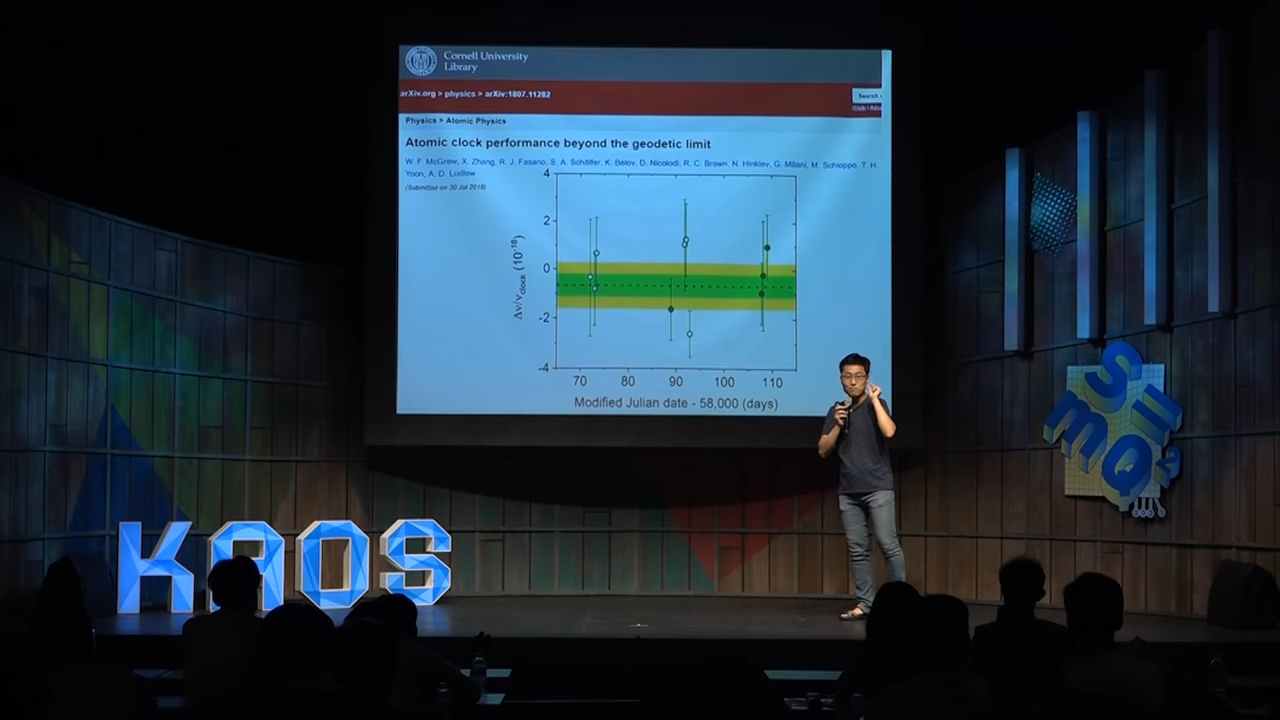 Cornell University
Library
arXiv.org > physics > arXiv:1807.11282
Search
Physics > Atomic Physics
Atomic clock performance beyond the geodetic limit
W. F. McGrew, X. Zhang, R. J. Fasano, S. A. Schäffer, K. Beloy, D. Nicolodi, R. C. Brown, N. Hinkley, G. Milani, M. Schioppo, T. H.
Yoon, A. D. Ludlow
(Submitted on 30 Jul 2018)
4
2
0
-2
-4
Δν/νclock (10⁻¹⁸)
70 80 90 100 110
Modified Julian date - 58,000 (days)
KAOS